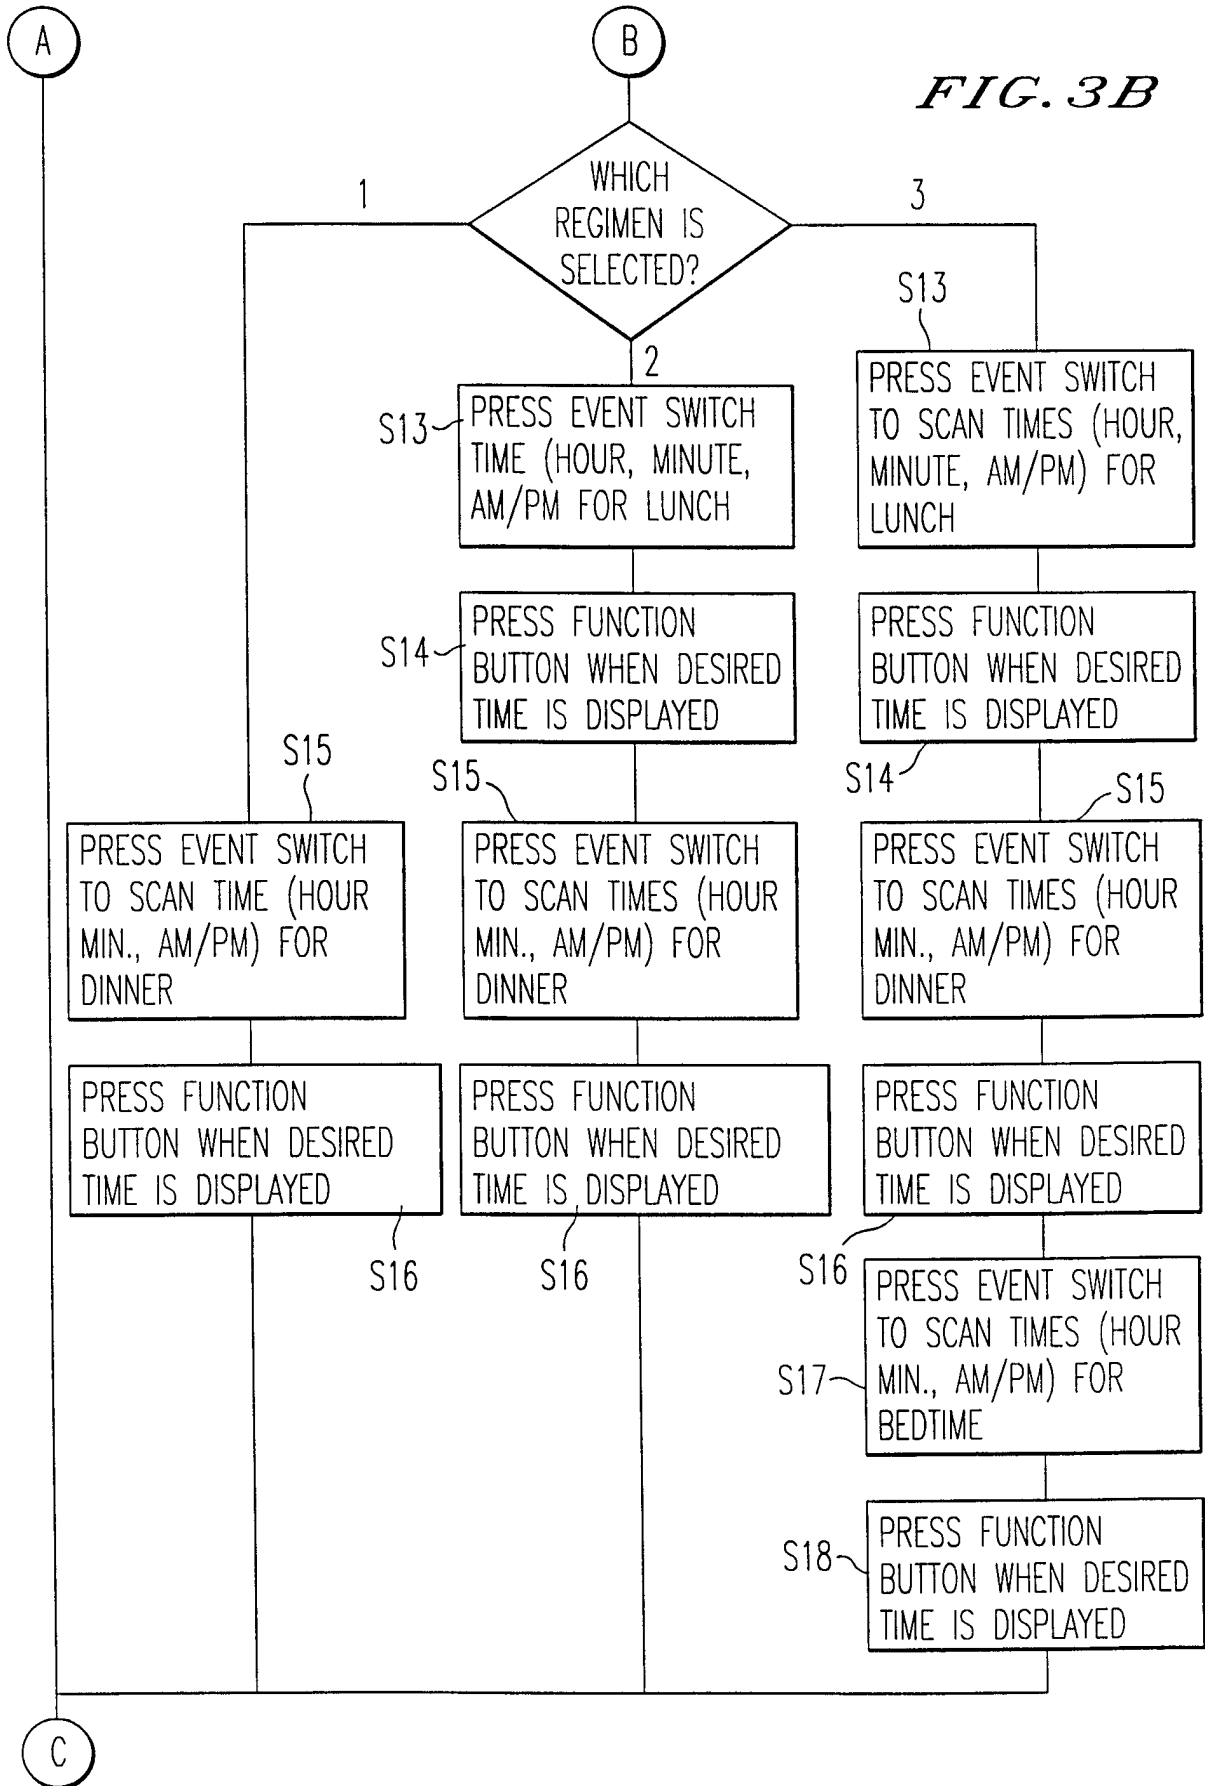 A
B
FIG. 3B
WHICH
REGIMEN IS
SELECTED?
1
2
3
S13
PRESS EVENT SWITCH
TIME (HOUR, MINUTE,
AM/PM FOR LUNCH
S13
PRESS EVENT SWITCH
TO SCAN TIMES (HOUR,
MINUTE, AM/PM) FOR
LUNCH
S14
PRESS FUNCTION
BUTTON WHEN DESIRED
TIME IS DISPLAYED
PRESS FUNCTION
BUTTON WHEN DESIRED
TIME IS DISPLAYED
S14
S15
PRESS EVENT SWITCH
TO SCAN TIME (HOUR
MIN., AM/PM) FOR
DINNER
S15
PRESS EVENT SWITCH
TO SCAN TIMES (HOUR
MIN., AM/PM) FOR
DINNER
S15
PRESS EVENT SWITCH
TO SCAN TIMES (HOUR
MIN., AM/PM) FOR
DINNER
PRESS FUNCTION
BUTTON WHEN DESIRED
TIME IS DISPLAYED
S16
PRESS FUNCTION
BUTTON WHEN DESIRED
TIME IS DISPLAYED
S16
PRESS FUNCTION
BUTTON WHEN DESIRED
TIME IS DISPLAYED
S16
S17
PRESS EVENT SWITCH
TO SCAN TIMES (HOUR
MIN., AM/PM) FOR
BEDTIME
S18
PRESS FUNCTION
BUTTON WHEN DESIRED
TIME IS DISPLAYED
C